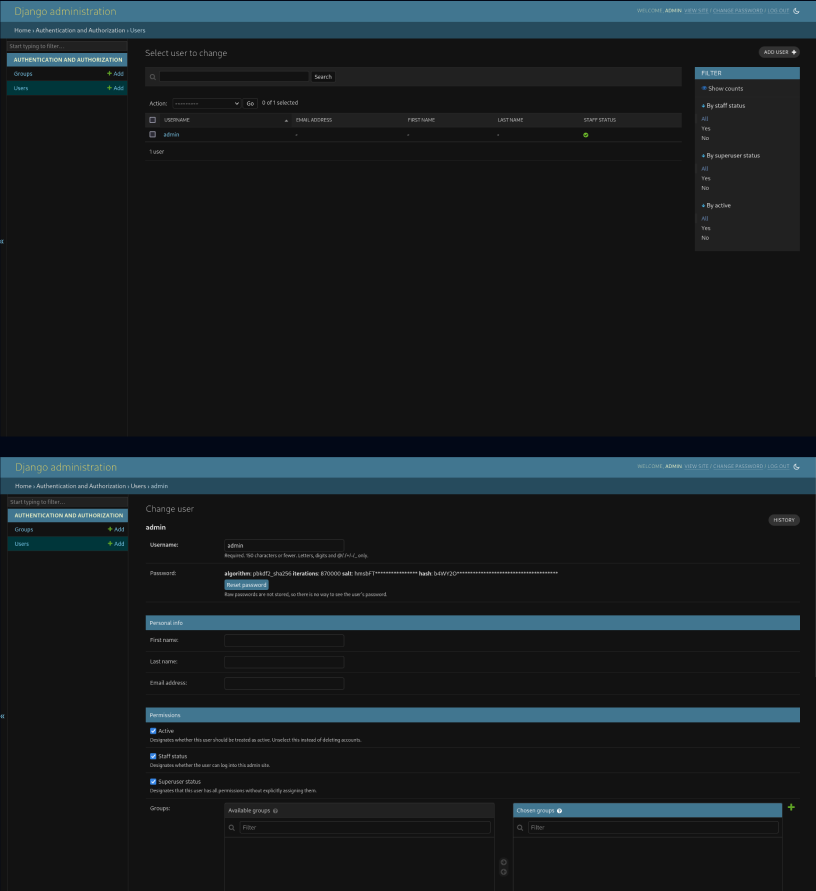 Django administration
WELCOME, ADMIN. VIEW SITE / CHANGE PASSWORD / LOG OUT
Home › Authentication and Authorization › Users
Start typing to filter...
AUTHENTICATION AND AUTHORIZATION
Groups + Add
Users + Add
«
Select user to change
ADD USER +
Search
Action: --------- Go 0 of 1 selected
USERNAME EMAIL ADDRESS FIRST NAME LAST NAME STAFF STATUS
admin - - -
1 user
FILTER
Show counts
By staff status
All
Yes
No
By superuser status
All
Yes
No
By active
All
Yes
No
Django administration
WELCOME, ADMIN. VIEW SITE / CHANGE PASSWORD / LOG OUT
Home › Authentication and Authorization › Users › admin
Start typing to filter...
AUTHENTICATION AND AUTHORIZATION
Groups + Add
Users + Add
«
Change user
HISTORY
admin
Username: admin
Required. 150 characters or fewer. Letters, digits and @/./+/-/_ only.
Password: algorithm: pbkdf2_sha256 iterations: 870000 salt: hmsbFT**************** hash: b4WY2O**************************************
Reset password
Raw passwords are not stored, so there is no way to see the user's password.
Personal info
First name:
Last name:
Email address:
Permissions
Active
Designates whether this user should be treated as active. Unselect this instead of deleting accounts.
Staff status
Designates whether the user can log into this admin site.
Superuser status
Designates that this user has all permissions without explicitly assigning them.
Groups:
Available groups
Filter
Chosen groups
Filter